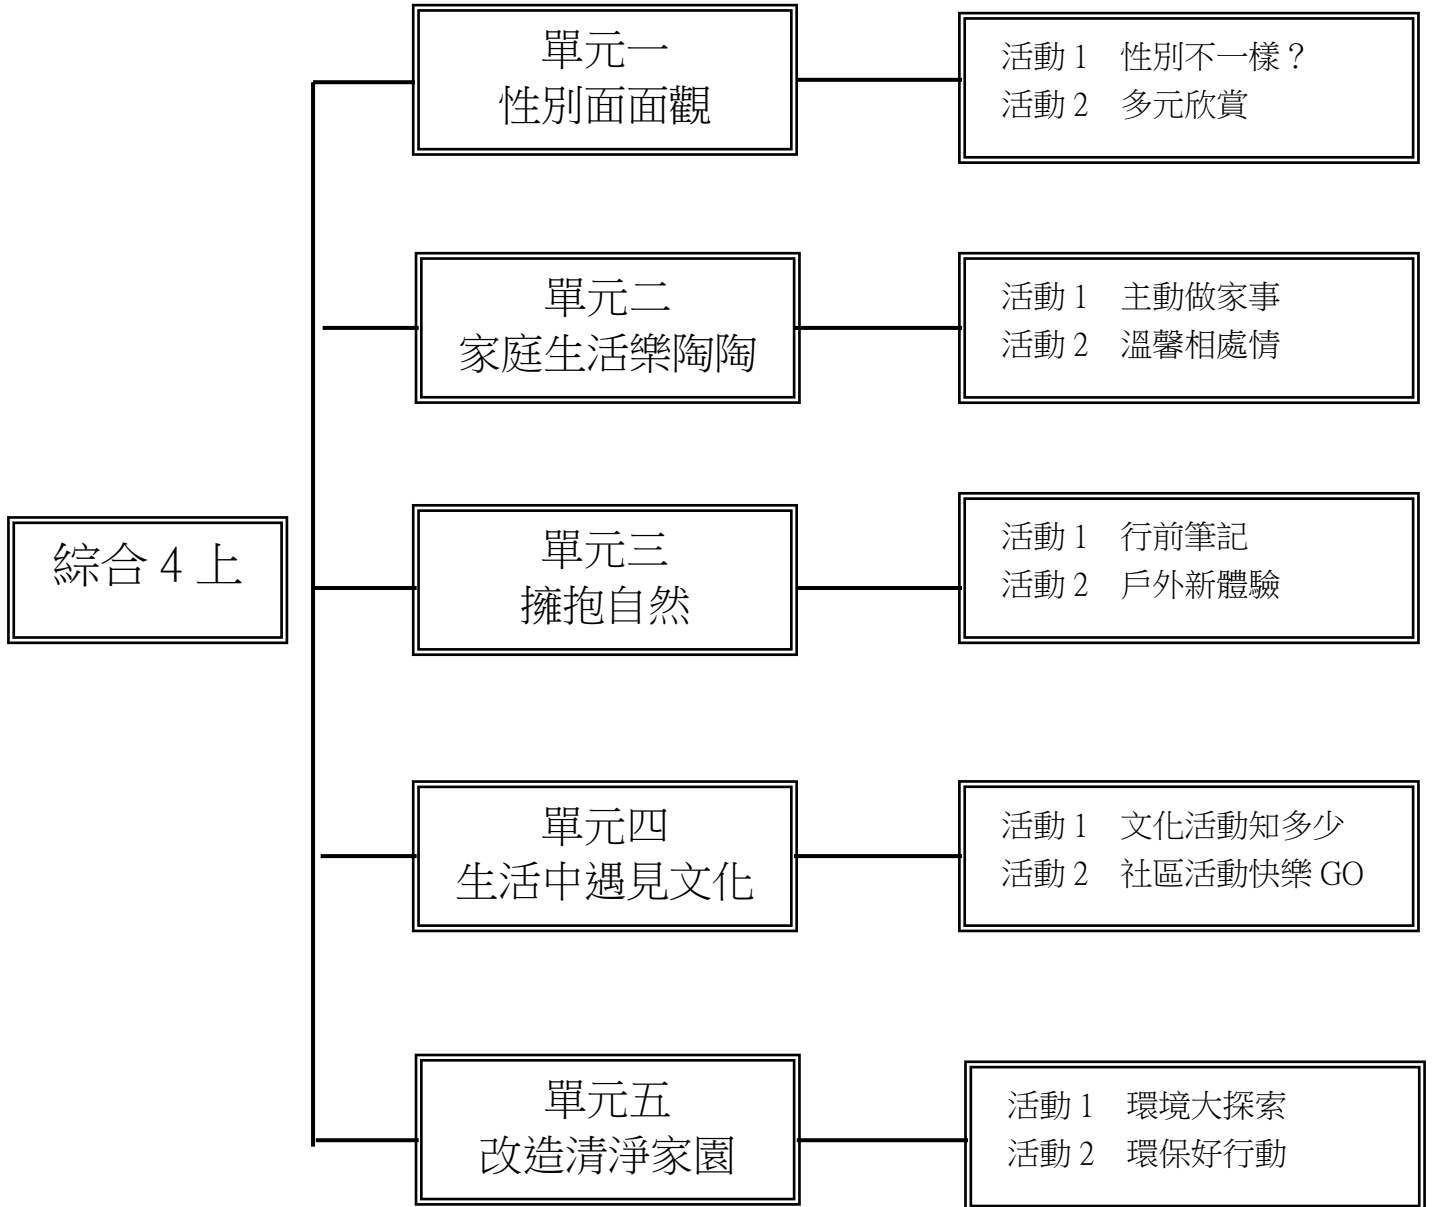 單元一
性別面面觀
活動 1　性別不一樣？
活動 2　多元欣賞
單元二
家庭生活樂陶陶
活動 1　主動做家事
活動 2　溫馨相處情
綜合 4 上
單元三
擁抱自然
活動 1　行前筆記
活動 2　戶外新體驗
單元四
生活中遇見文化
活動 1　文化活動知多少
活動 2　社區活動快樂 GO
單元五
改造清淨家園
活動 1　環境大探索
活動 2　環保好行動